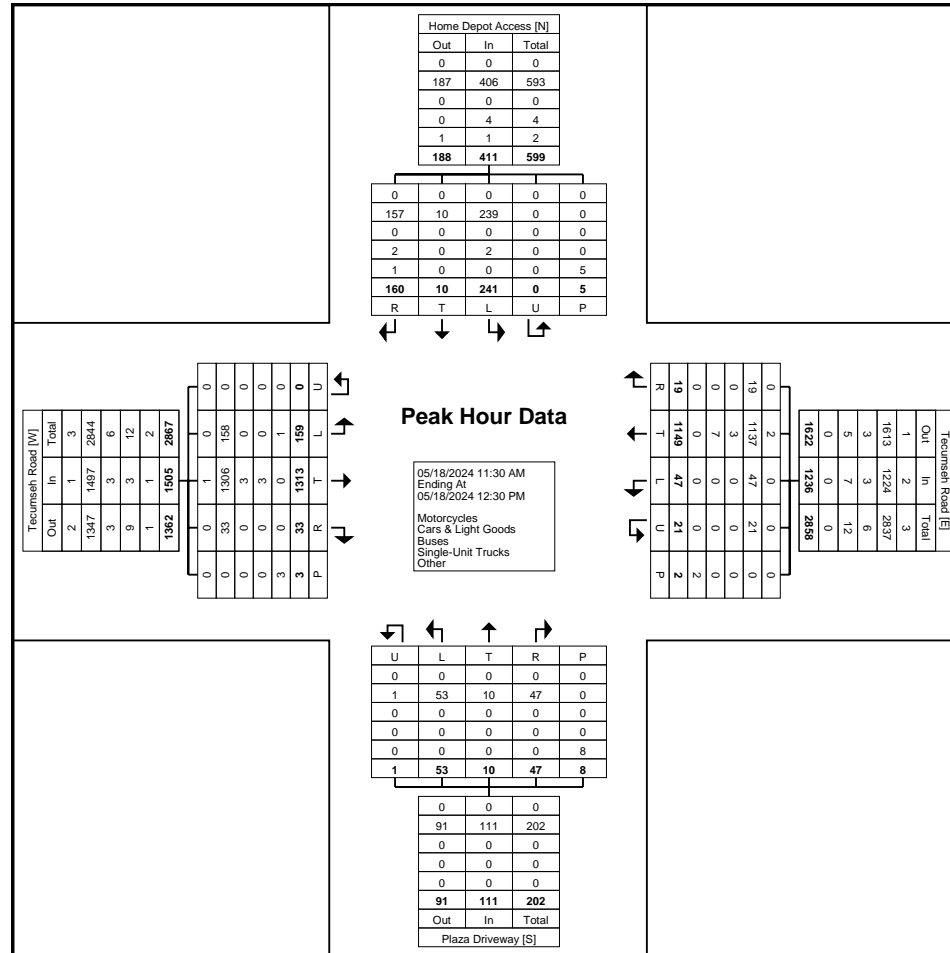 Home Depot Access [N]
Out In Total
0 0 0
187 406 593
0 0 0
0 4 4
1 1 2
188 411 599
0 0 0 0 0
157 10 239 0 0
0 0 0 0 0
2 0 2 0 0
1 0 0 0 5
160 10 241 0 5
R T L U P
Tecumseh Road [W]
Total 3 2844 6 12 2 2867
In 1 1497 3 3 1 1505
Out 2 1347 3 9 1 1362
0 0 0 0 0 0 U
0 158 0 0 1 159 L
1 1306 3 3 0 1313 T
0 33 0 0 0 33 R
0 0 0 0 3 3 P
Peak Hour Data
05/18/2024 11:30 AM
Ending At
05/18/2024 12:30 PM
Motorcycles
Cars & Light Goods
Buses
Single-Unit Trucks
Other
R 19 0 0 0 19 0
T 1149 0 7 3 1137 2
L 47 0 0 0 47 0
U 21 0 0 0 21 0
P 2 2 0 0 0 0
Tecumseh Road [E]
1622 0 5 3 1613 1 Out
1236 0 7 3 1224 2 In
2858 0 12 6 2837 3 Total
U L T R P
0 0 0 0 0
1 53 10 47 0
0 0 0 0 0
0 0 0 0 0
0 0 0 0 8
1 53 10 47 8
0 0 0
91 111 202
0 0 0
0 0 0
0 0 0
91 111 202
Out In Total
Plaza Driveway [S]